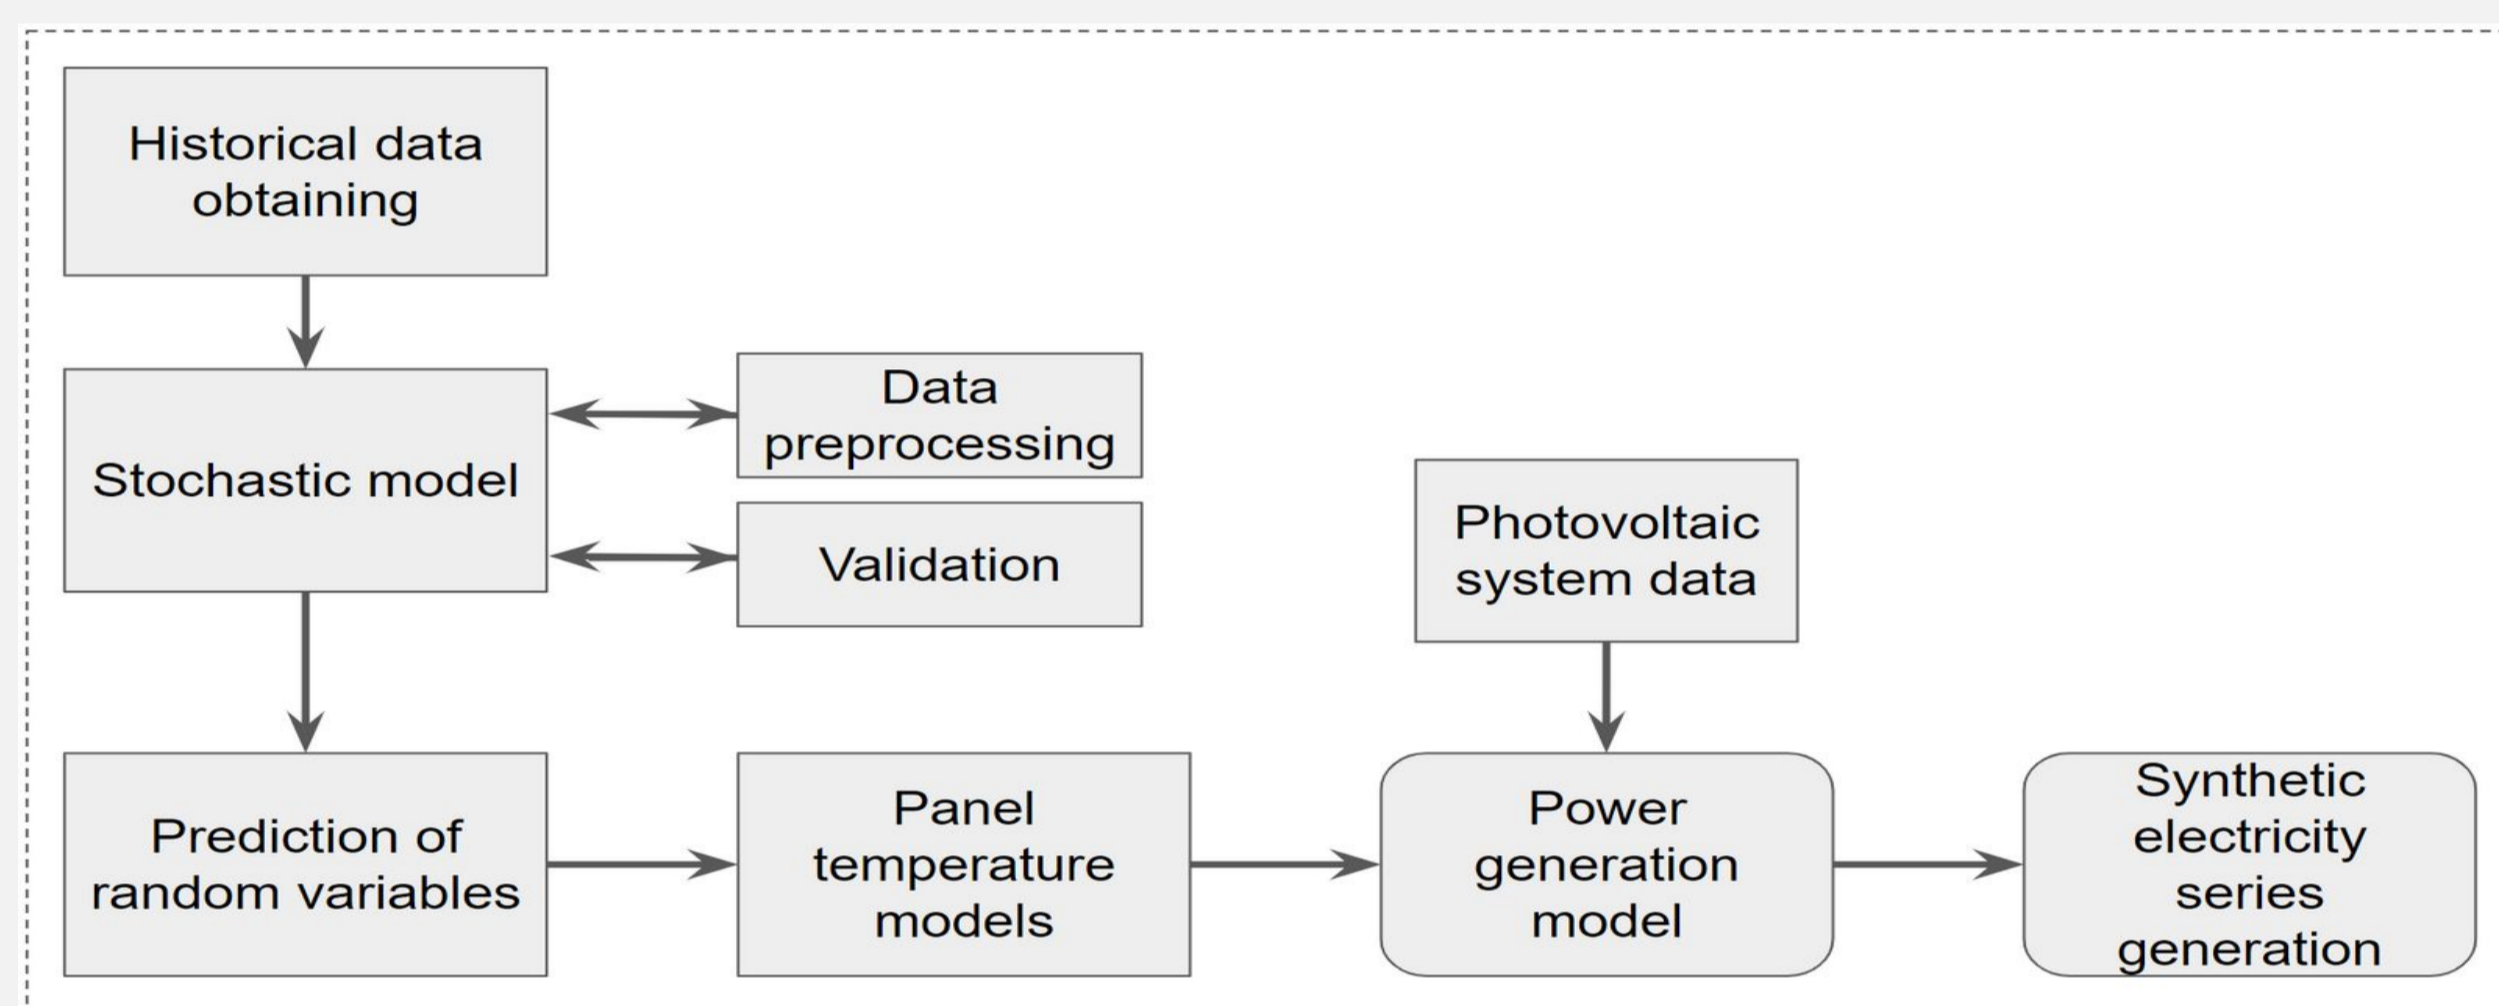 Historical data
obtaining
Stochastic model
Data
preprocessing
Validation
Photovoltaic
system data
Prediction of
random variables
Panel
temperature
models
Power
generation
model
Synthetic
electricity
series
generation